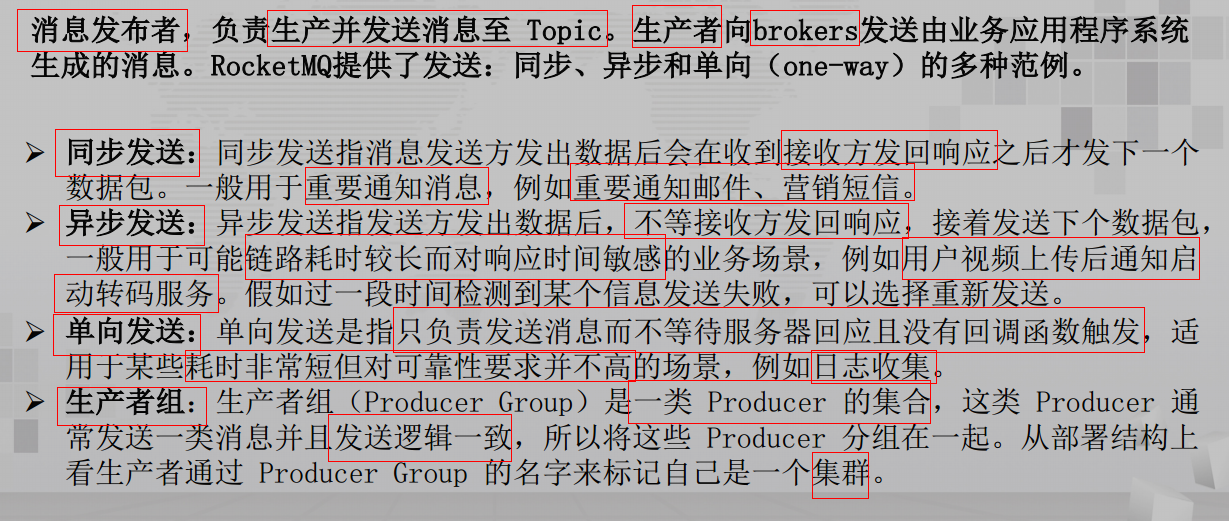 消息发布者，负责生产并发送消息至 Topic。生产者向brokers发送由业务应用程序系统
生成的消息。RocketMQ提供了发送：同步、异步和单向（one-way）的多种范例。
➢ 同步发送：同步发送指消息发送方发出数据后会在收到接收方发回响应之后才发下一个
数据包。一般用于重要通知消息，例如重要通知邮件、营销短信。
➢ 异步发送：异步发送指发送方发出数据后，不等接收方发回响应，接着发送下个数据包，
一般用于可能链路耗时较长而对响应时间敏感的业务场景，例如用户视频上传后通知启
动转码服务。假如过一段时间检测到某个信息发送失败，可以选择重新发送。
➢ 单向发送：单向发送是指只负责发送消息而不等待服务器回应且没有回调函数触发，适
用于某些耗时非常短但对可靠性要求并不高的场景，例如日志收集。
➢ 生产者组：生产者组（Producer Group）是一类 Producer 的集合，这类 Producer 通
常发送一类消息并且发送逻辑一致，所以将这些 Producer 分组在一起。从部署结构上
看生产者通过 Producer Group 的名字来标记自己是一个集群。